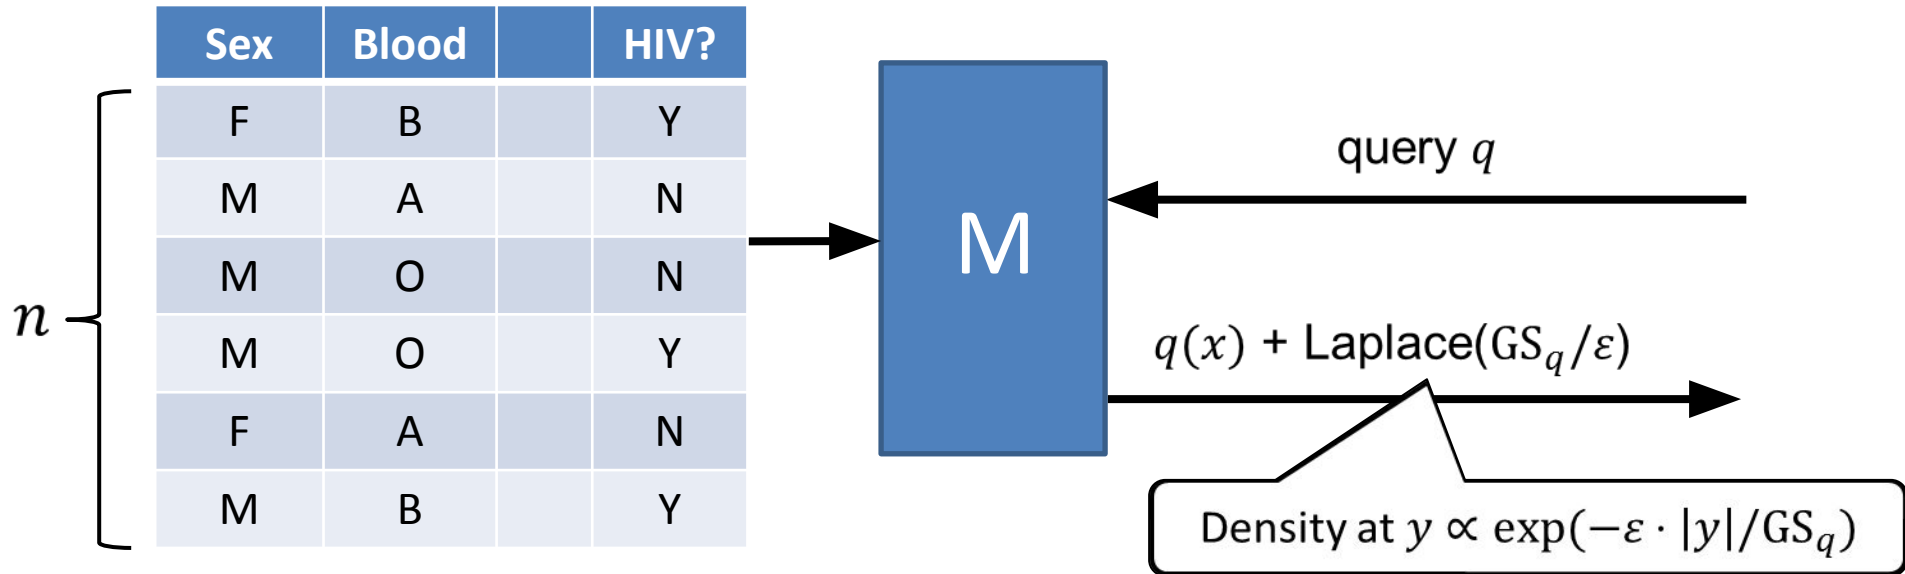 Sex Blood HIV?
F B Y
M A N
M O N
M O Y
F A N
M B Y
n
M
query q
q(x) + Laplace(GS_q/ε)
Density at y ∝ exp(−ε · |y|/GS_q)